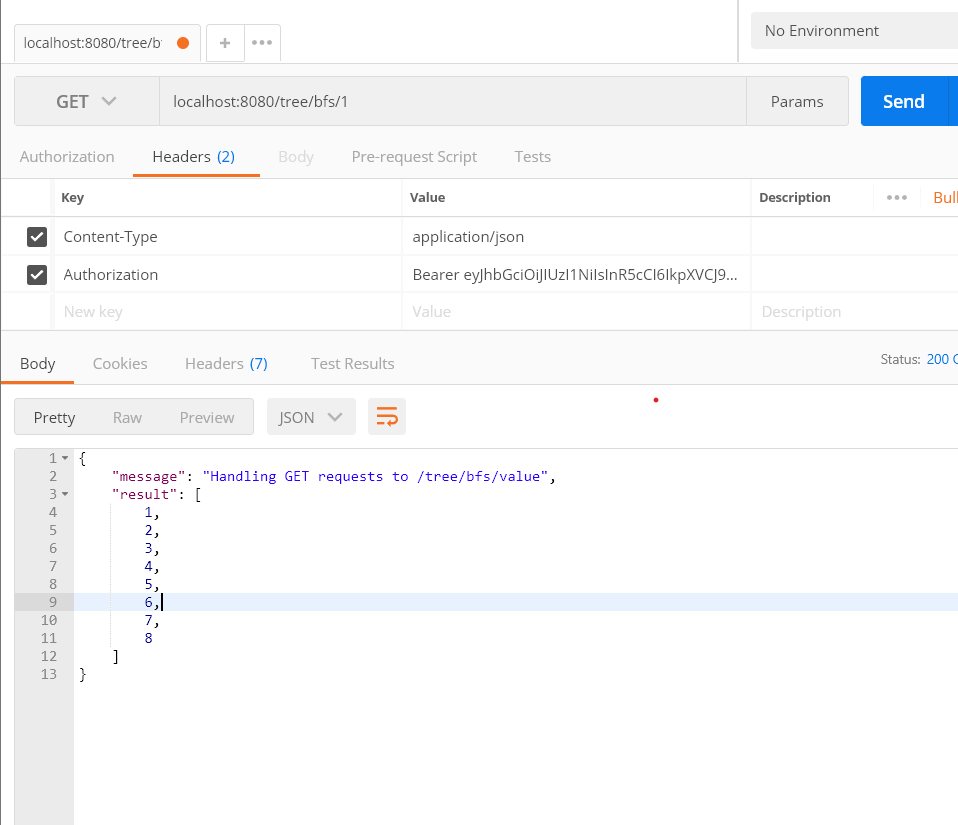 localhost:8080/tree/b
No Environment
GET localhost:8080/tree/bfs/1 Params Send
Authorization Headers (2) Body Pre-request Script Tests
Key Value Description Bull
Content-Type application/json
Authorization Bearer eyJhbGciOiJIUzI1NiIsInR5cCI6IkpXVCJ9...
New key Value Description
Body Cookies Headers (7) Test Results Status: 200
Pretty Raw Preview JSON
1 {
2 "message": "Handling GET requests to /tree/bfs/value",
3 "result": [
4 1,
5 2,
6 3,
7 4,
8 5,
9 6,
10 7,
11 8
12 ]
13 }